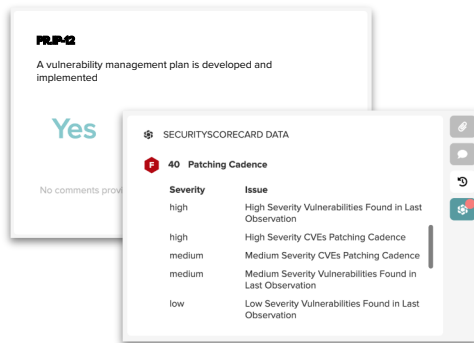 PR.IP-12
A vulnerability management plan is developed and
implemented
Yes
No comments provi
SECURITYSCORECARD DATA
F
40 Patching Cadence
Severity Issue
high High Severity Vulnerabilities Found in Last
Observation
high High Severity CVEs Patching Cadence
medium Medium Severity CVEs Patching Cadence
medium Medium Severity Vulnerabilities Found in
Last Observation
low Low Severity Vulnerabilities Found in Last
Observation